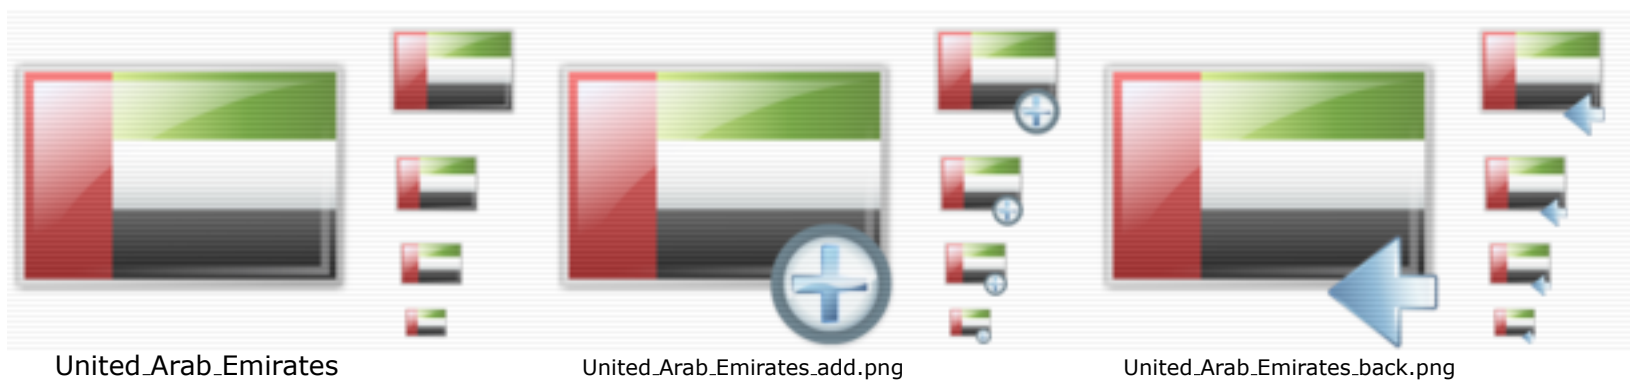 United_Arab_Emirates
United_Arab_Emirates_add.png
United_Arab_Emirates_back.png